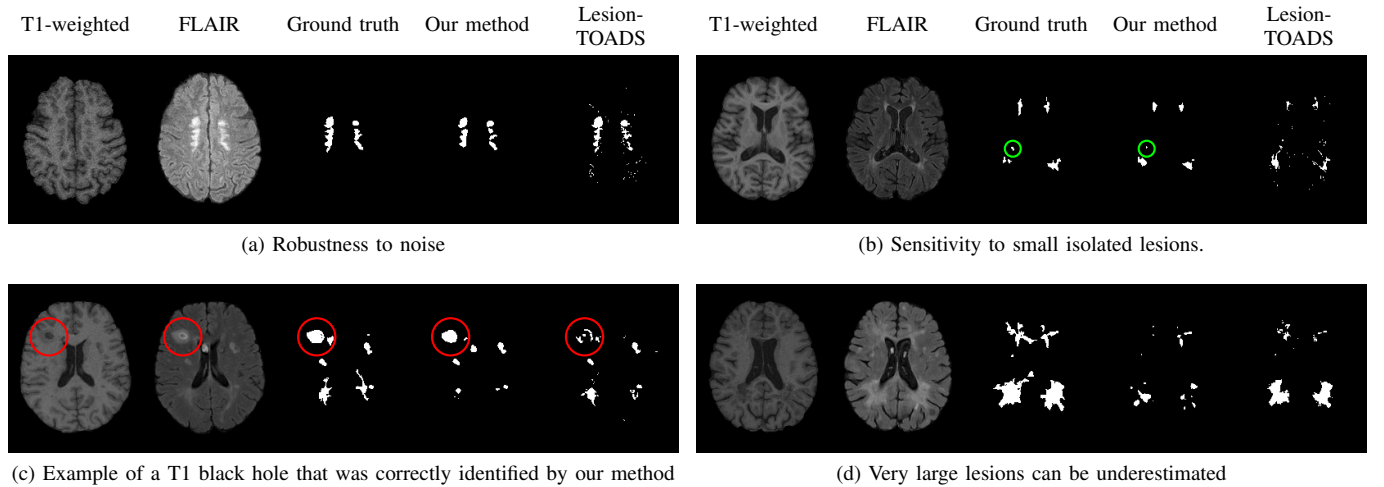 T1-weighted FLAIR Ground truth Our method Lesion-
TOADS
T1-weighted FLAIR Ground truth Our method Lesion-
TOADS
(a) Robustness to noise
(b) Sensitivity to small isolated lesions.
(c) Example of a T1 black hole that was correctly identified by our method
(d) Very large lesions can be underestimated